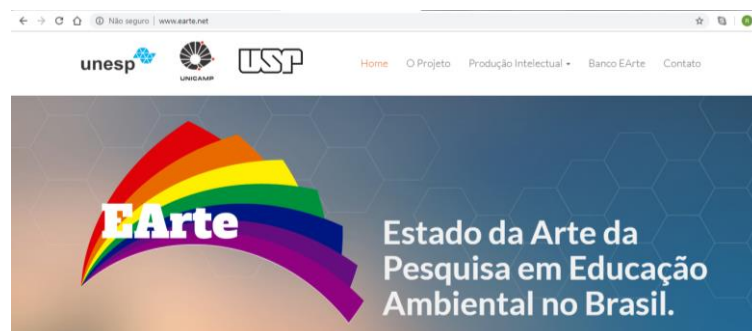 Não seguro | www.earte.net
unesp
UNICAMP
USP
Home O Projeto Produção Intelectual Banco EArte Contato
EArte
Estado da Arte da
Pesquisa em Educação
Ambiental no Brasil.